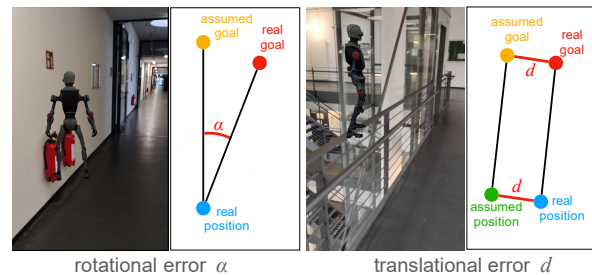 assumed
goal
real
goal
α
real
position
assumed
goal
real
goal
d
d
assumed
position
real
position
rotational error α
translational error d